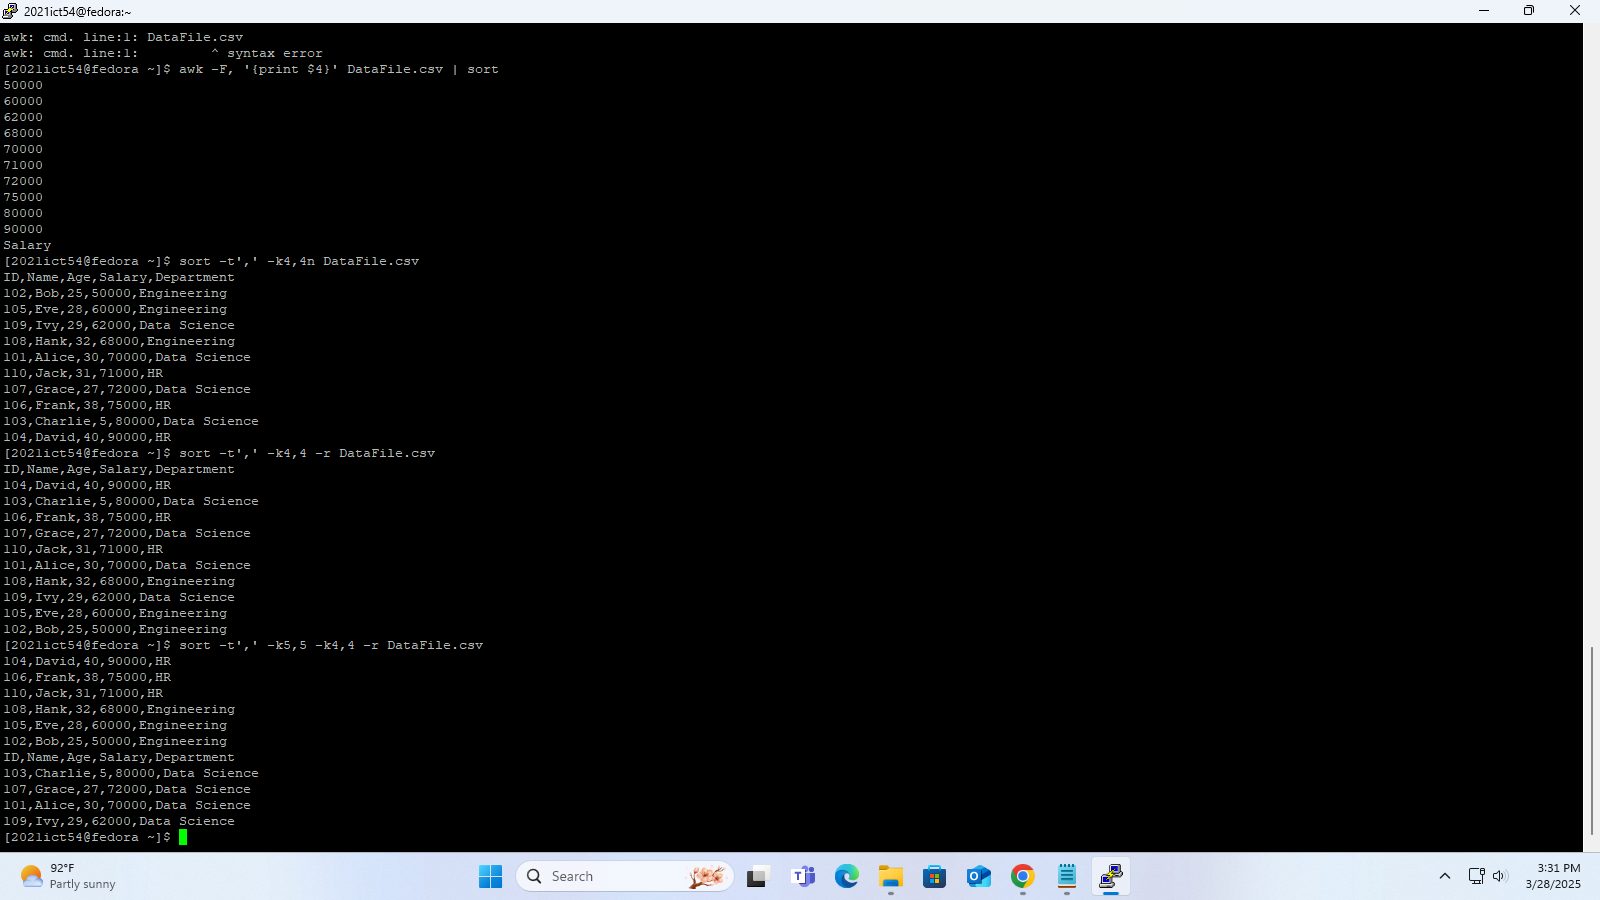 2021ict54@fedora:~
awk: cmd. line:1: DataFile.csv
awk: cmd. line:1:         ^ syntax error
[2021ict54@fedora ~]$ awk -F, '{print $4}' DataFile.csv | sort
50000
60000
62000
68000
70000
71000
72000
75000
80000
90000
Salary
[2021ict54@fedora ~]$ sort -t',' -k4,4n DataFile.csv
ID,Name,Age,Salary,Department
102,Bob,25,50000,Engineering
105,Eve,28,60000,Engineering
109,Ivy,29,62000,Data Science
108,Hank,32,68000,Engineering
101,Alice,30,70000,Data Science
110,Jack,31,71000,HR
107,Grace,27,72000,Data Science
106,Frank,38,75000,HR
103,Charlie,5,80000,Data Science
104,David,40,90000,HR
[2021ict54@fedora ~]$ sort -t',' -k4,4 -r DataFile.csv
ID,Name,Age,Salary,Department
104,David,40,90000,HR
103,Charlie,5,80000,Data Science
106,Frank,38,75000,HR
107,Grace,27,72000,Data Science
110,Jack,31,71000,HR
101,Alice,30,70000,Data Science
108,Hank,32,68000,Engineering
109,Ivy,29,62000,Data Science
105,Eve,28,60000,Engineering
102,Bob,25,50000,Engineering
[2021ict54@fedora ~]$ sort -t',' -k5,5 -k4,4 -r DataFile.csv
104,David,40,90000,HR
106,Frank,38,75000,HR
110,Jack,31,71000,HR
108,Hank,32,68000,Engineering
105,Eve,28,60000,Engineering
102,Bob,25,50000,Engineering
ID,Name,Age,Salary,Department
103,Charlie,5,80000,Data Science
107,Grace,27,72000,Data Science
101,Alice,30,70000,Data Science
109,Ivy,29,62000,Data Science
[2021ict54@fedora ~]$
92°F
Partly sunny
Search
3:31 PM
3/28/2025